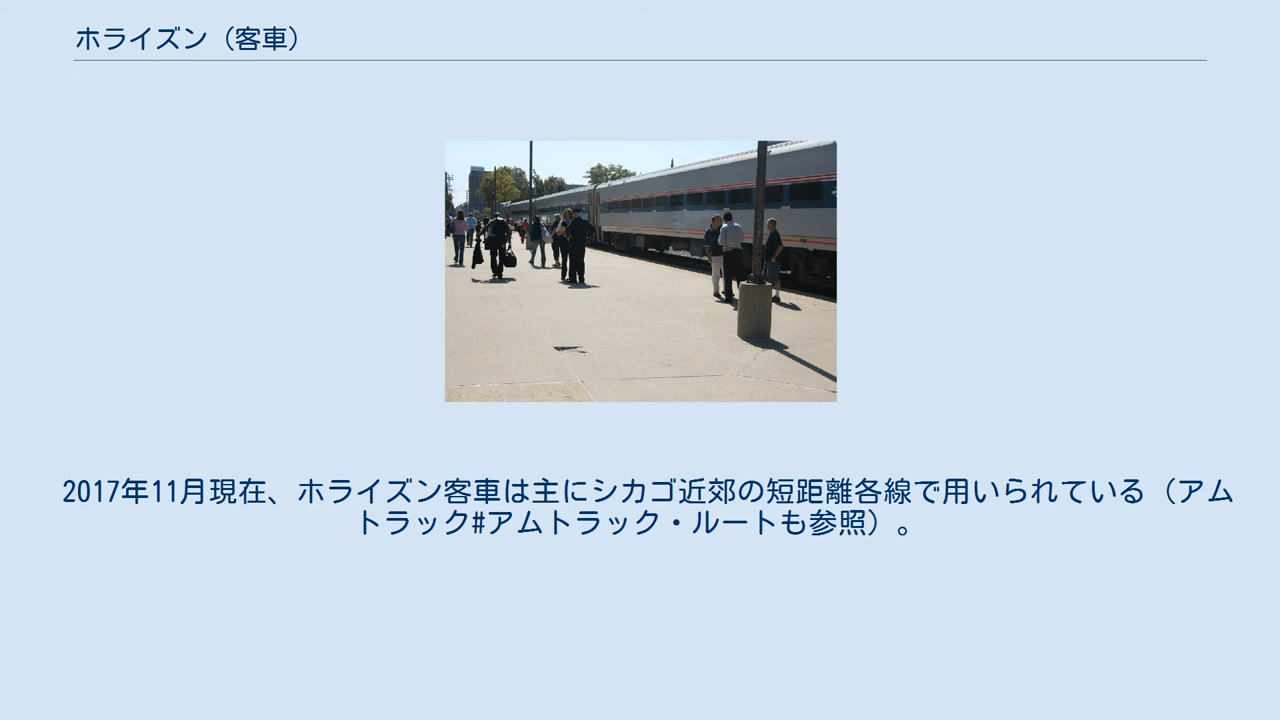 ホライズン（客車）
2017年11月現在、ホライズン客車は主にシカゴ近郊の短距離各線で用いられている（アム
トラック#アムトラック・ルートも参照）。